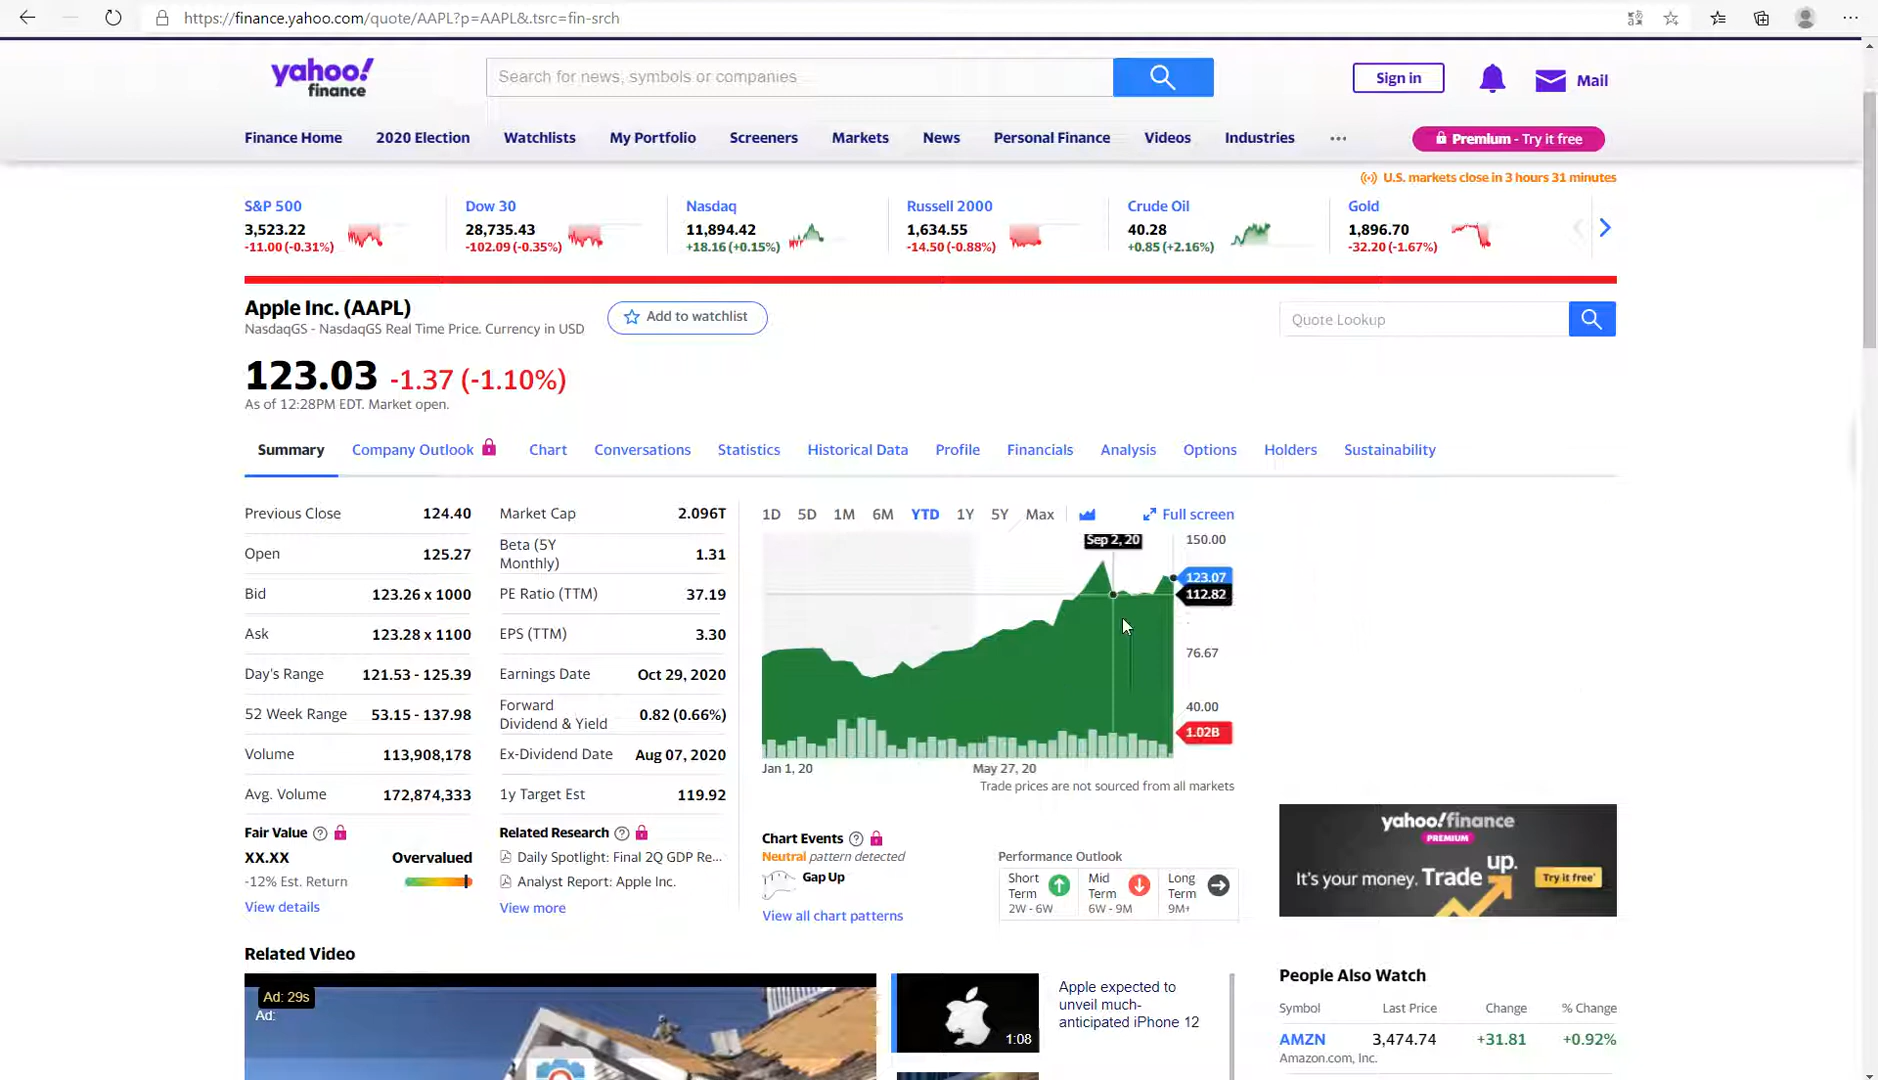 https://finance.yahoo.com/quote/AAPL?p=AAPL&.tsrc=fin-srch
yahoo!
finance
Search for news, symbols or companies
Sign in
Mail
Finance Home
2020 Election
Watchlists
My Portfolio
Screeners
Markets
News
Personal Finance
Videos
Industries
...
Premium - Try it free
U.S. markets close in 3 hours 31 minutes
S&P 500
3,523.22
-11.00 (-0.31%)
Dow 30
28,735.43
-102.09 (-0.35%)
Nasdaq
11,894.42
+18.16 (+0.15%)
Russell 2000
1,634.55
-14.50 (-0.88%)
Crude Oil
40.28
+0.85 (+2.16%)
Gold
1,896.70
-32.20 (-1.67%)
Apple Inc. (AAPL)
NasdaqGS - NasdaqGS Real Time Price. Currency in USD
Add to watchlist
Quote Lookup
123.03 -1.37 (-1.10%)
As of 12:28PM EDT. Market open.
Summary
Company Outlook
Chart
Conversations
Statistics
Historical Data
Profile
Financials
Analysis
Options
Holders
Sustainability
Previous Close 124.40
Open 125.27
Bid 123.26 x 1000
Ask 123.28 x 1100
Day's Range 121.53 - 125.39
52 Week Range 53.15 - 137.98
Volume 113,908,178
Avg. Volume 172,874,333
Market Cap 2.096T
Beta (5Y
Monthly) 1.31
PE Ratio (TTM) 37.19
EPS (TTM) 3.30
Earnings Date Oct 29, 2020
Forward
Dividend & Yield 0.82 (0.66%)
Ex-Dividend Date Aug 07, 2020
1y Target Est 119.92
1D 5D 1M 6M YTD 1Y 5Y Max
Full screen
Sep 2, 20
150.00
123.07
112.82
76.67
40.00
1.02B
Jan 1, 20
May 27, 20
Trade prices are not sourced from all markets
Fair Value
XX.XX Overvalued
-12% Est. Return
View details
Related Research
Daily Spotlight: Final 2Q GDP Re...
Analyst Report: Apple Inc.
View more
Chart Events
Neutral pattern detected
Gap Up
View all chart patterns
Performance Outlook
Short
Term
2W - 6W
Mid
Term
6W - 9M
Long
Term
9M+
yahoo!finance
PREMIUM
It's your money. Trade up.
Try it free*
Related Video
Ad: 29s
Ad:
1:08
Apple expected to
unveil much-
anticipated iPhone 12
People Also Watch
Symbol Last Price Change % Change
AMZN 3,474.74 +31.81 +0.92%
Amazon.com, Inc.